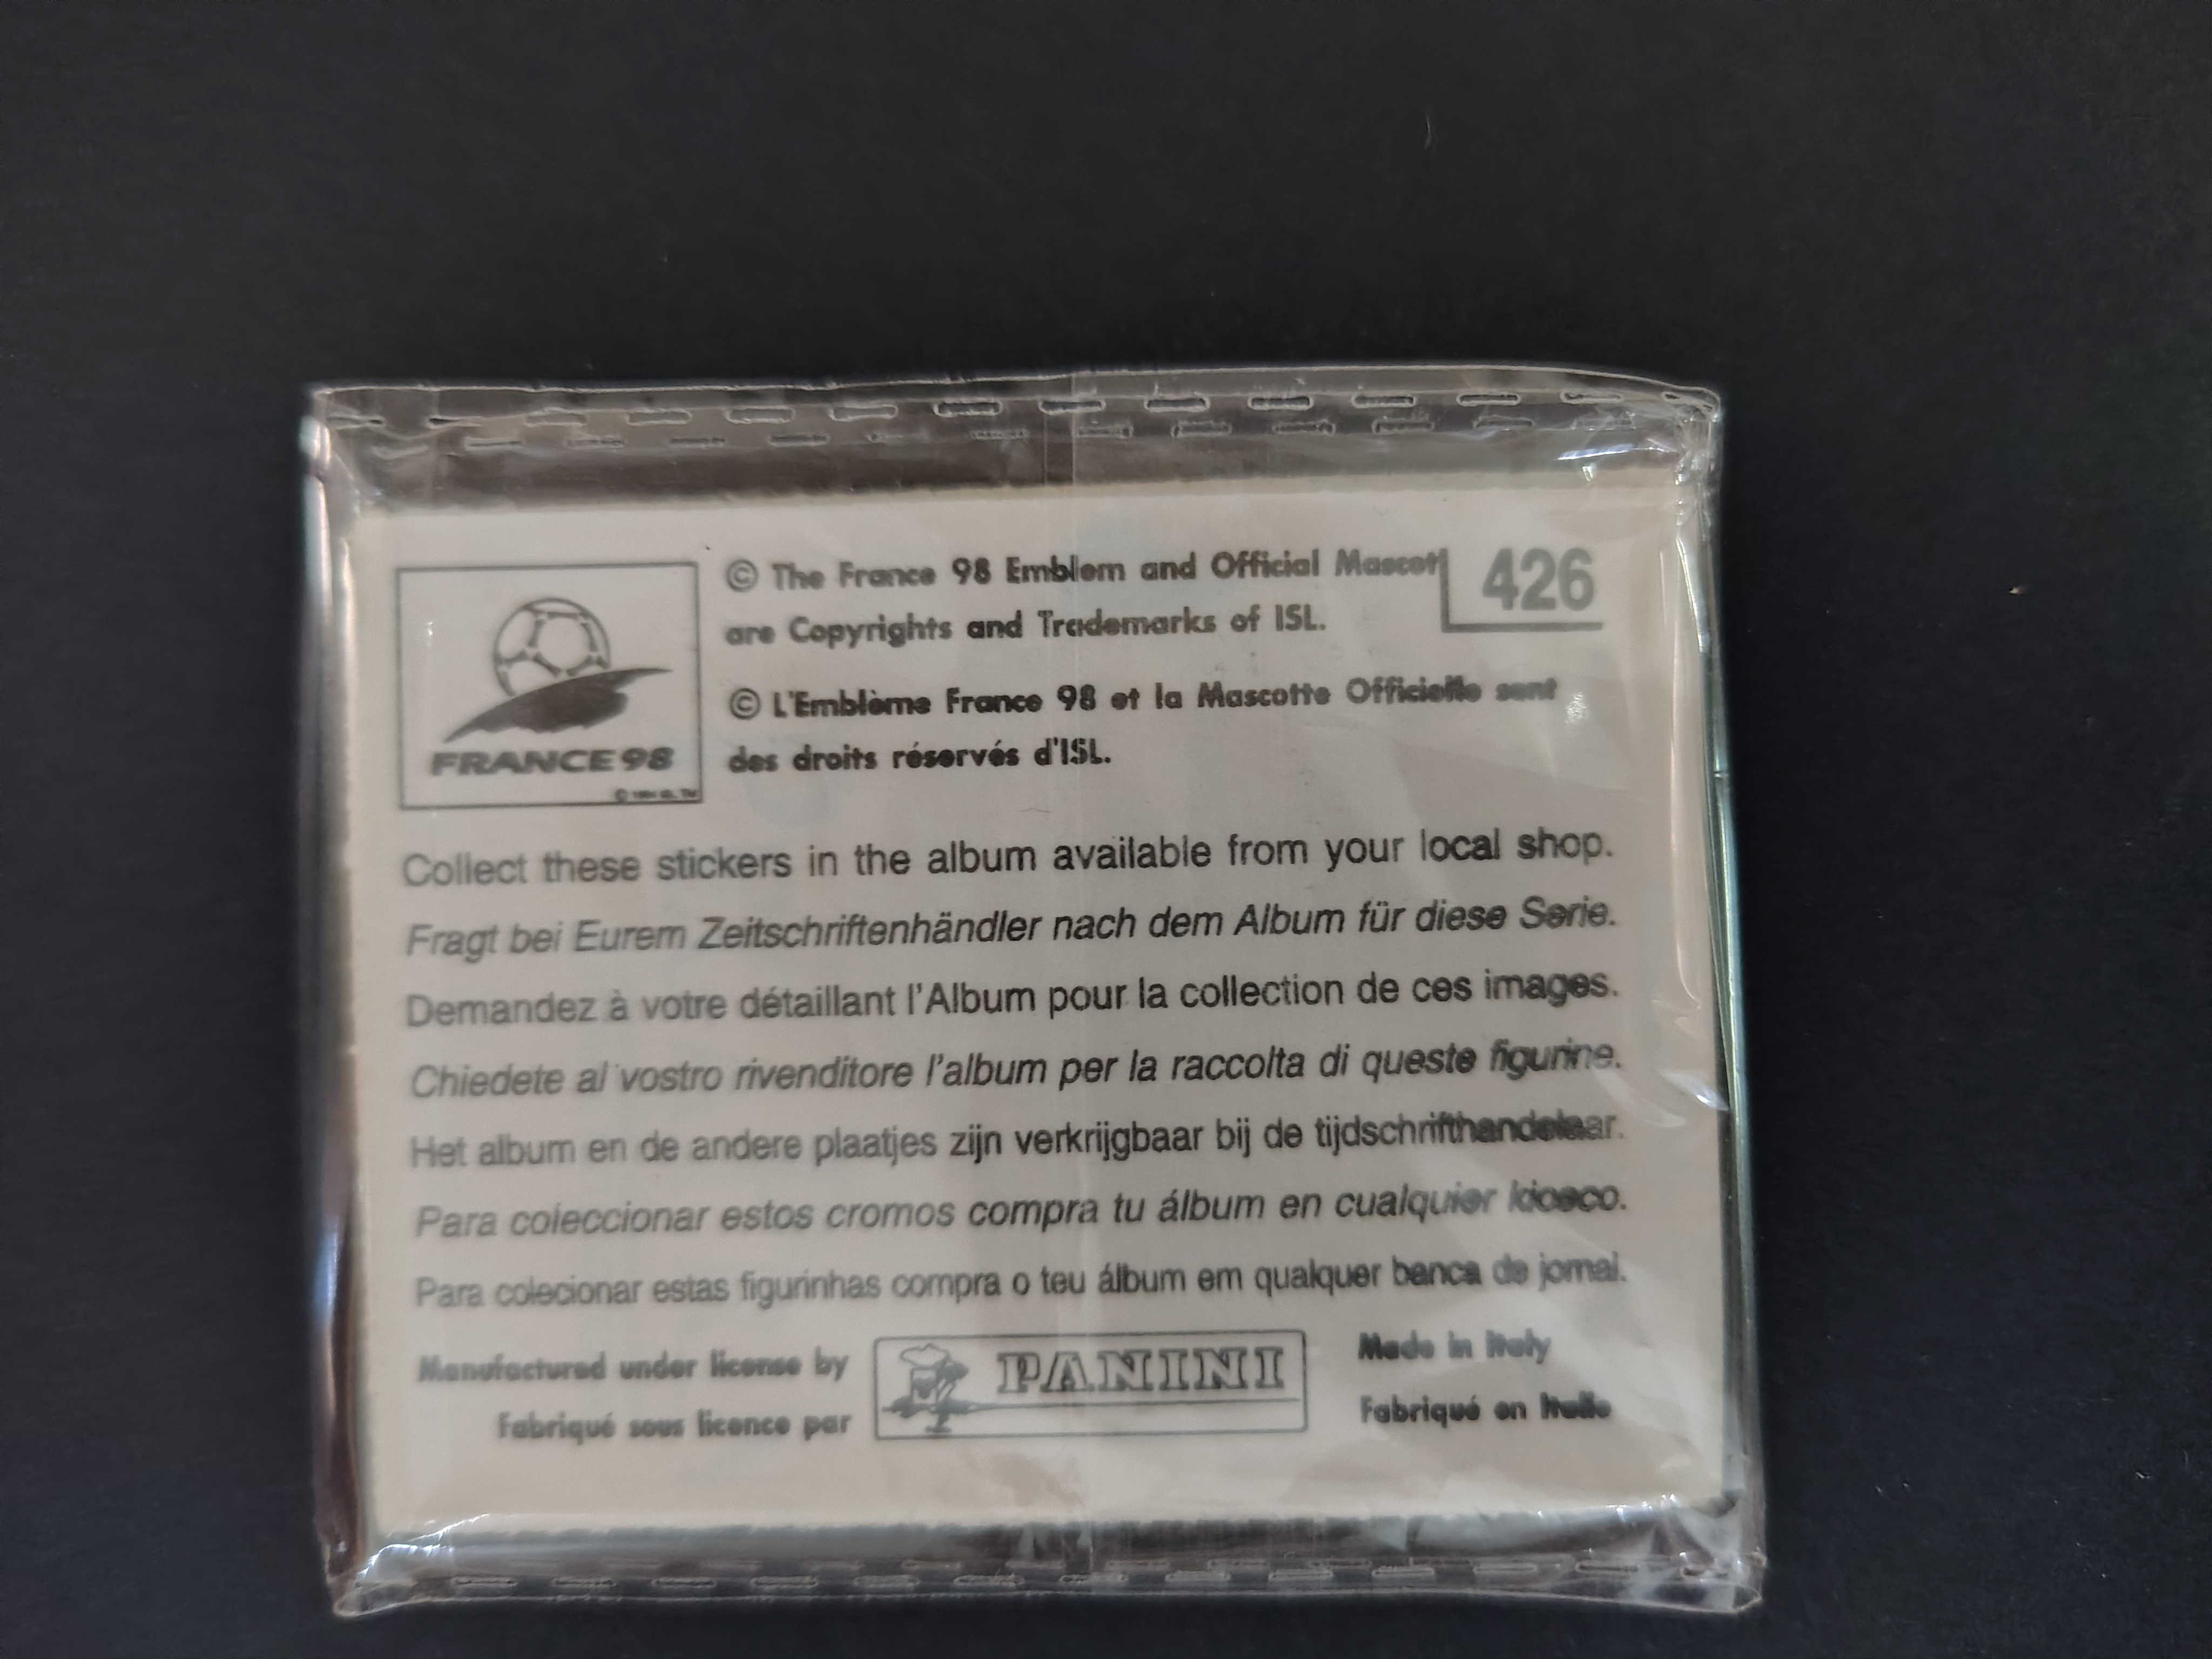 © The France 98 Emblem and Official Mascot
are Copyrights and Trademarks of ISL.
426
© L'Emblème France 98 et la Mascotte Officielle sont
des droits réservés d'ISL.
FRANCE 98
Collect these stickers in the album available from your local shop.
Fragt bei Eurem Zeitschriftenhändler nach dem Album für diese Serie.
Demandez à votre détaillant l'Album pour la collection de ces images.
Chiedete al vostro rivenditore l'album per la raccolta di queste figurine.
Het album en de andere plaatjes zijn verkrijgbaar bij de tijdschrifthandelaar.
Para coleccionar estos cromos compra tu álbum en cualquier kiosco.
Para colecionar estas figurinhas compra o teu álbum em qualquer banca de jornal.
Manufactured under license by
Fabriqué sous licence par
PANINI
Made in Italy
Fabriqué en Italie